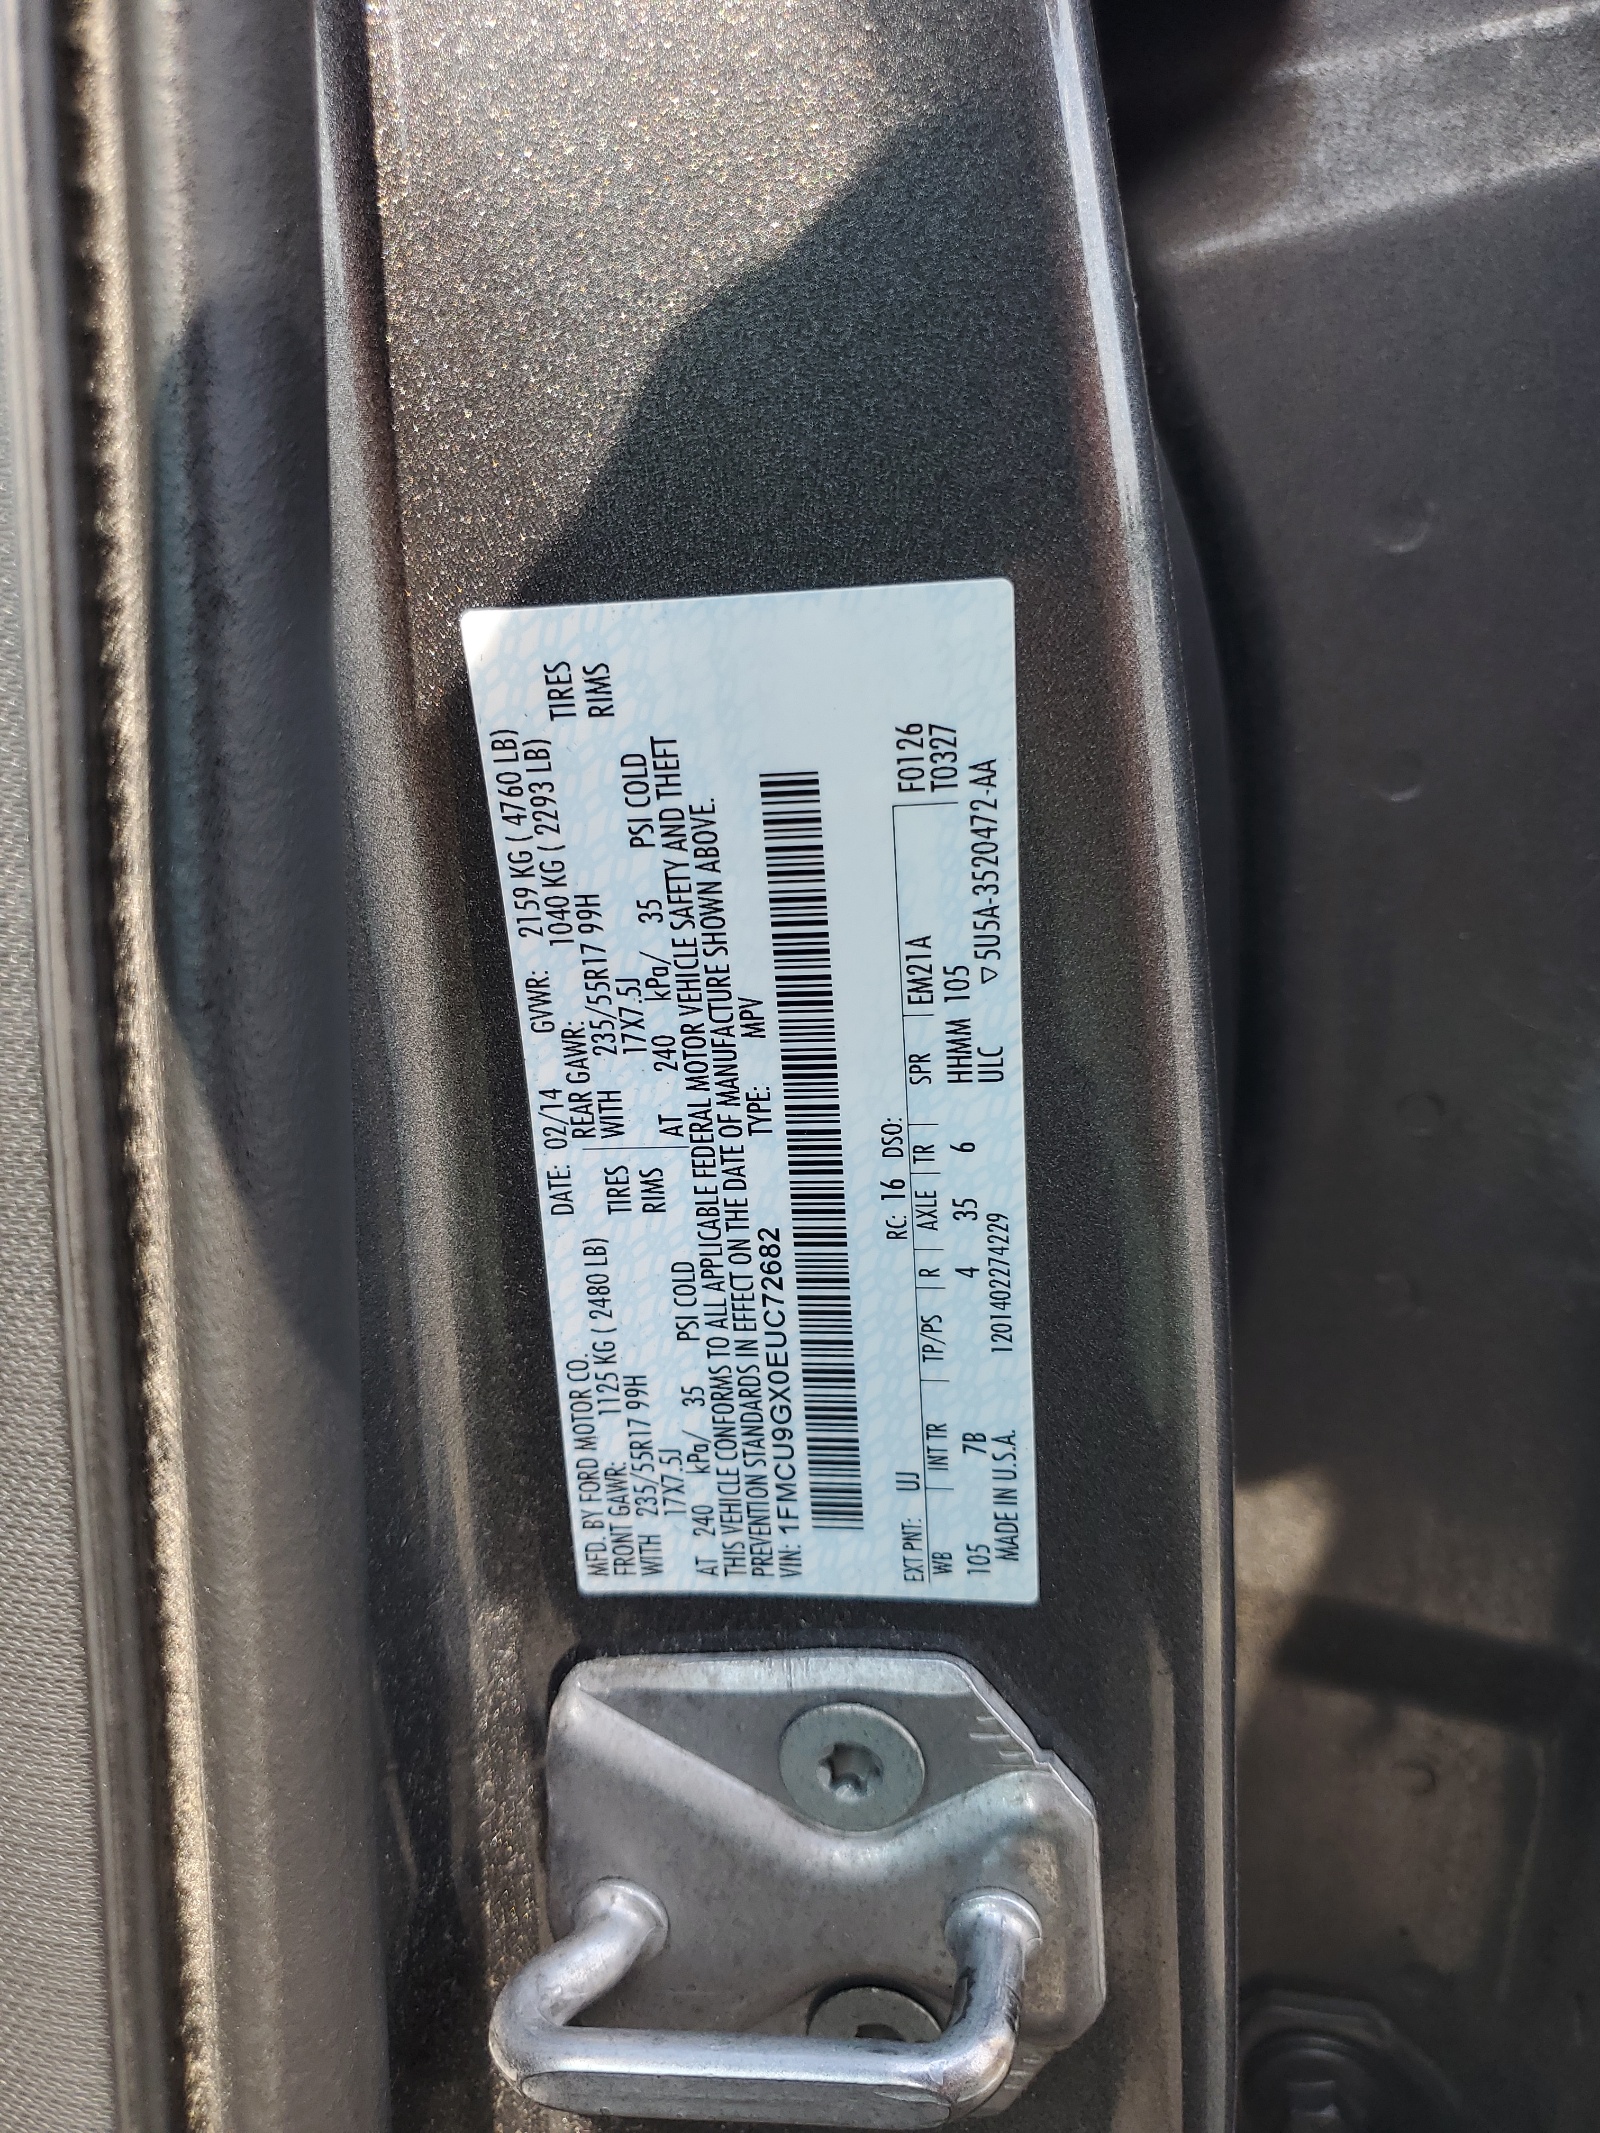 MFD. BY FORD MOTOR CO. DATE: 02/14 GVWR: 2159 KG ( 4760 LB)
FRONT GAWR: 1125 KG ( 2480 LB) REAR GAWR: 1040 KG ( 2293 LB)
WITH 235/55R17 99H TIRES WITH 235/55R17 99H TIRES
17X7.5J RIMS 17X7.5J RIMS
AT 240 kPa/ 35 PSI COLD AT 240 kPa/ 35 PSI COLD
THIS VEHICLE CONFORMS TO ALL APPLICABLE FEDERAL MOTOR VEHICLE SAFETY AND THEFT
PREVENTION STANDARDS IN EFFECT ON THE DATE OF MANUFACTURE SHOWN ABOVE.
VIN: 1FMCU9GX0EUC72682 TYPE: MPV
EXT PNT: UJ RC: 16 DSO: F0126
WB INT TR TP/PS R AXLE TR SPR EM21A T0327
105 7B 4 35 6 HHMM 105
MADE IN U.S.A. 1201402274229 ULC ▽5U5A-3520472-AA